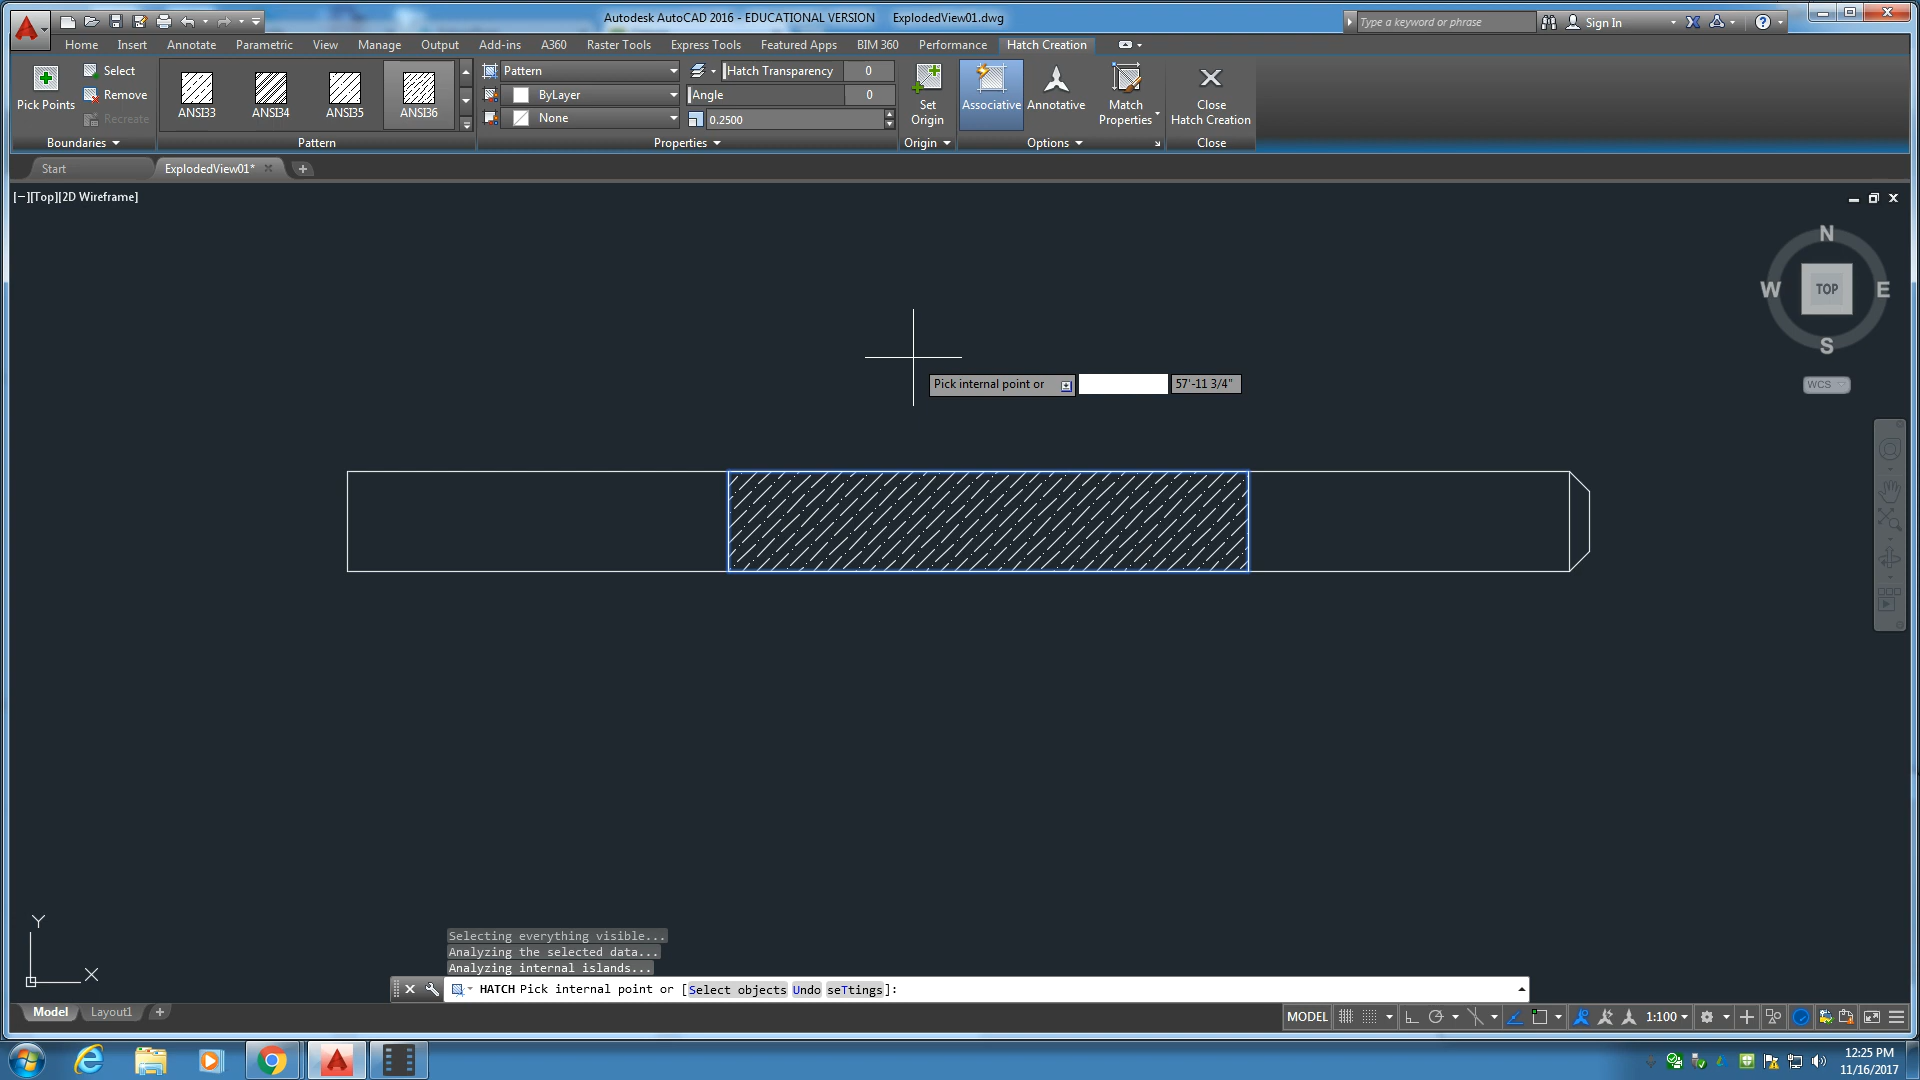 Autodesk AutoCAD 2016 - EDUCATIONAL VERSION ExplodedView01.dwg
Type a keyword or phrase
Sign In
Home Insert Annotate Parametric View Manage Output Add-ins A360 Raster Tools Express Tools Featured Apps BIM 360 Performance Hatch Creation
Pick Points
Select
Remove
Recreate
Boundaries
ANSI33
ANSI34
ANSI35
ANSI36
Pattern
Pattern
ByLayer
None
Hatch Transparency 0
Angle 0
0.2500
Properties
Set
Origin
Origin
Associative
Annotative
Match
Properties
Options
Close
Hatch Creation
Close
Start
ExplodedView01*
[−][Top][2D Wireframe]
N
W
TOP
E
S
WCS
Pick internal point or
57'-11 3/4"
Y
X
Selecting everything visible...
Analyzing the selected data...
Analyzing internal islands...
HATCH Pick internal point or [Select objects Undo seTtings]:
Model
Layout1
MODEL
1:100
12:25 PM
11/16/2017